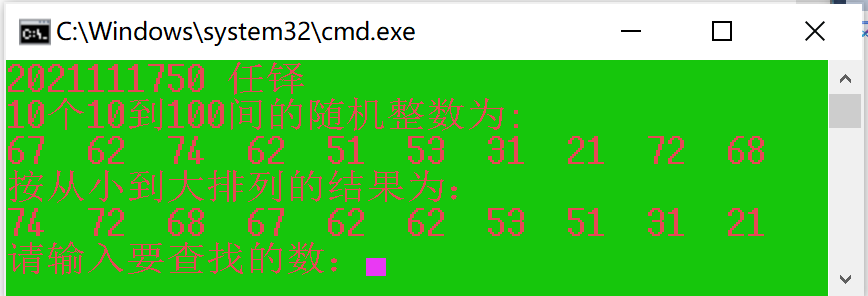 C:\Windows\system32\cmd.exe
2021111750 任铎
10个10到100间的随机整数为:
67 62 74 62 51 53 31 21 72 68
按从小到大排列的结果为:
74 72 68 67 62 62 53 51 31 21
请输入要查找的数: